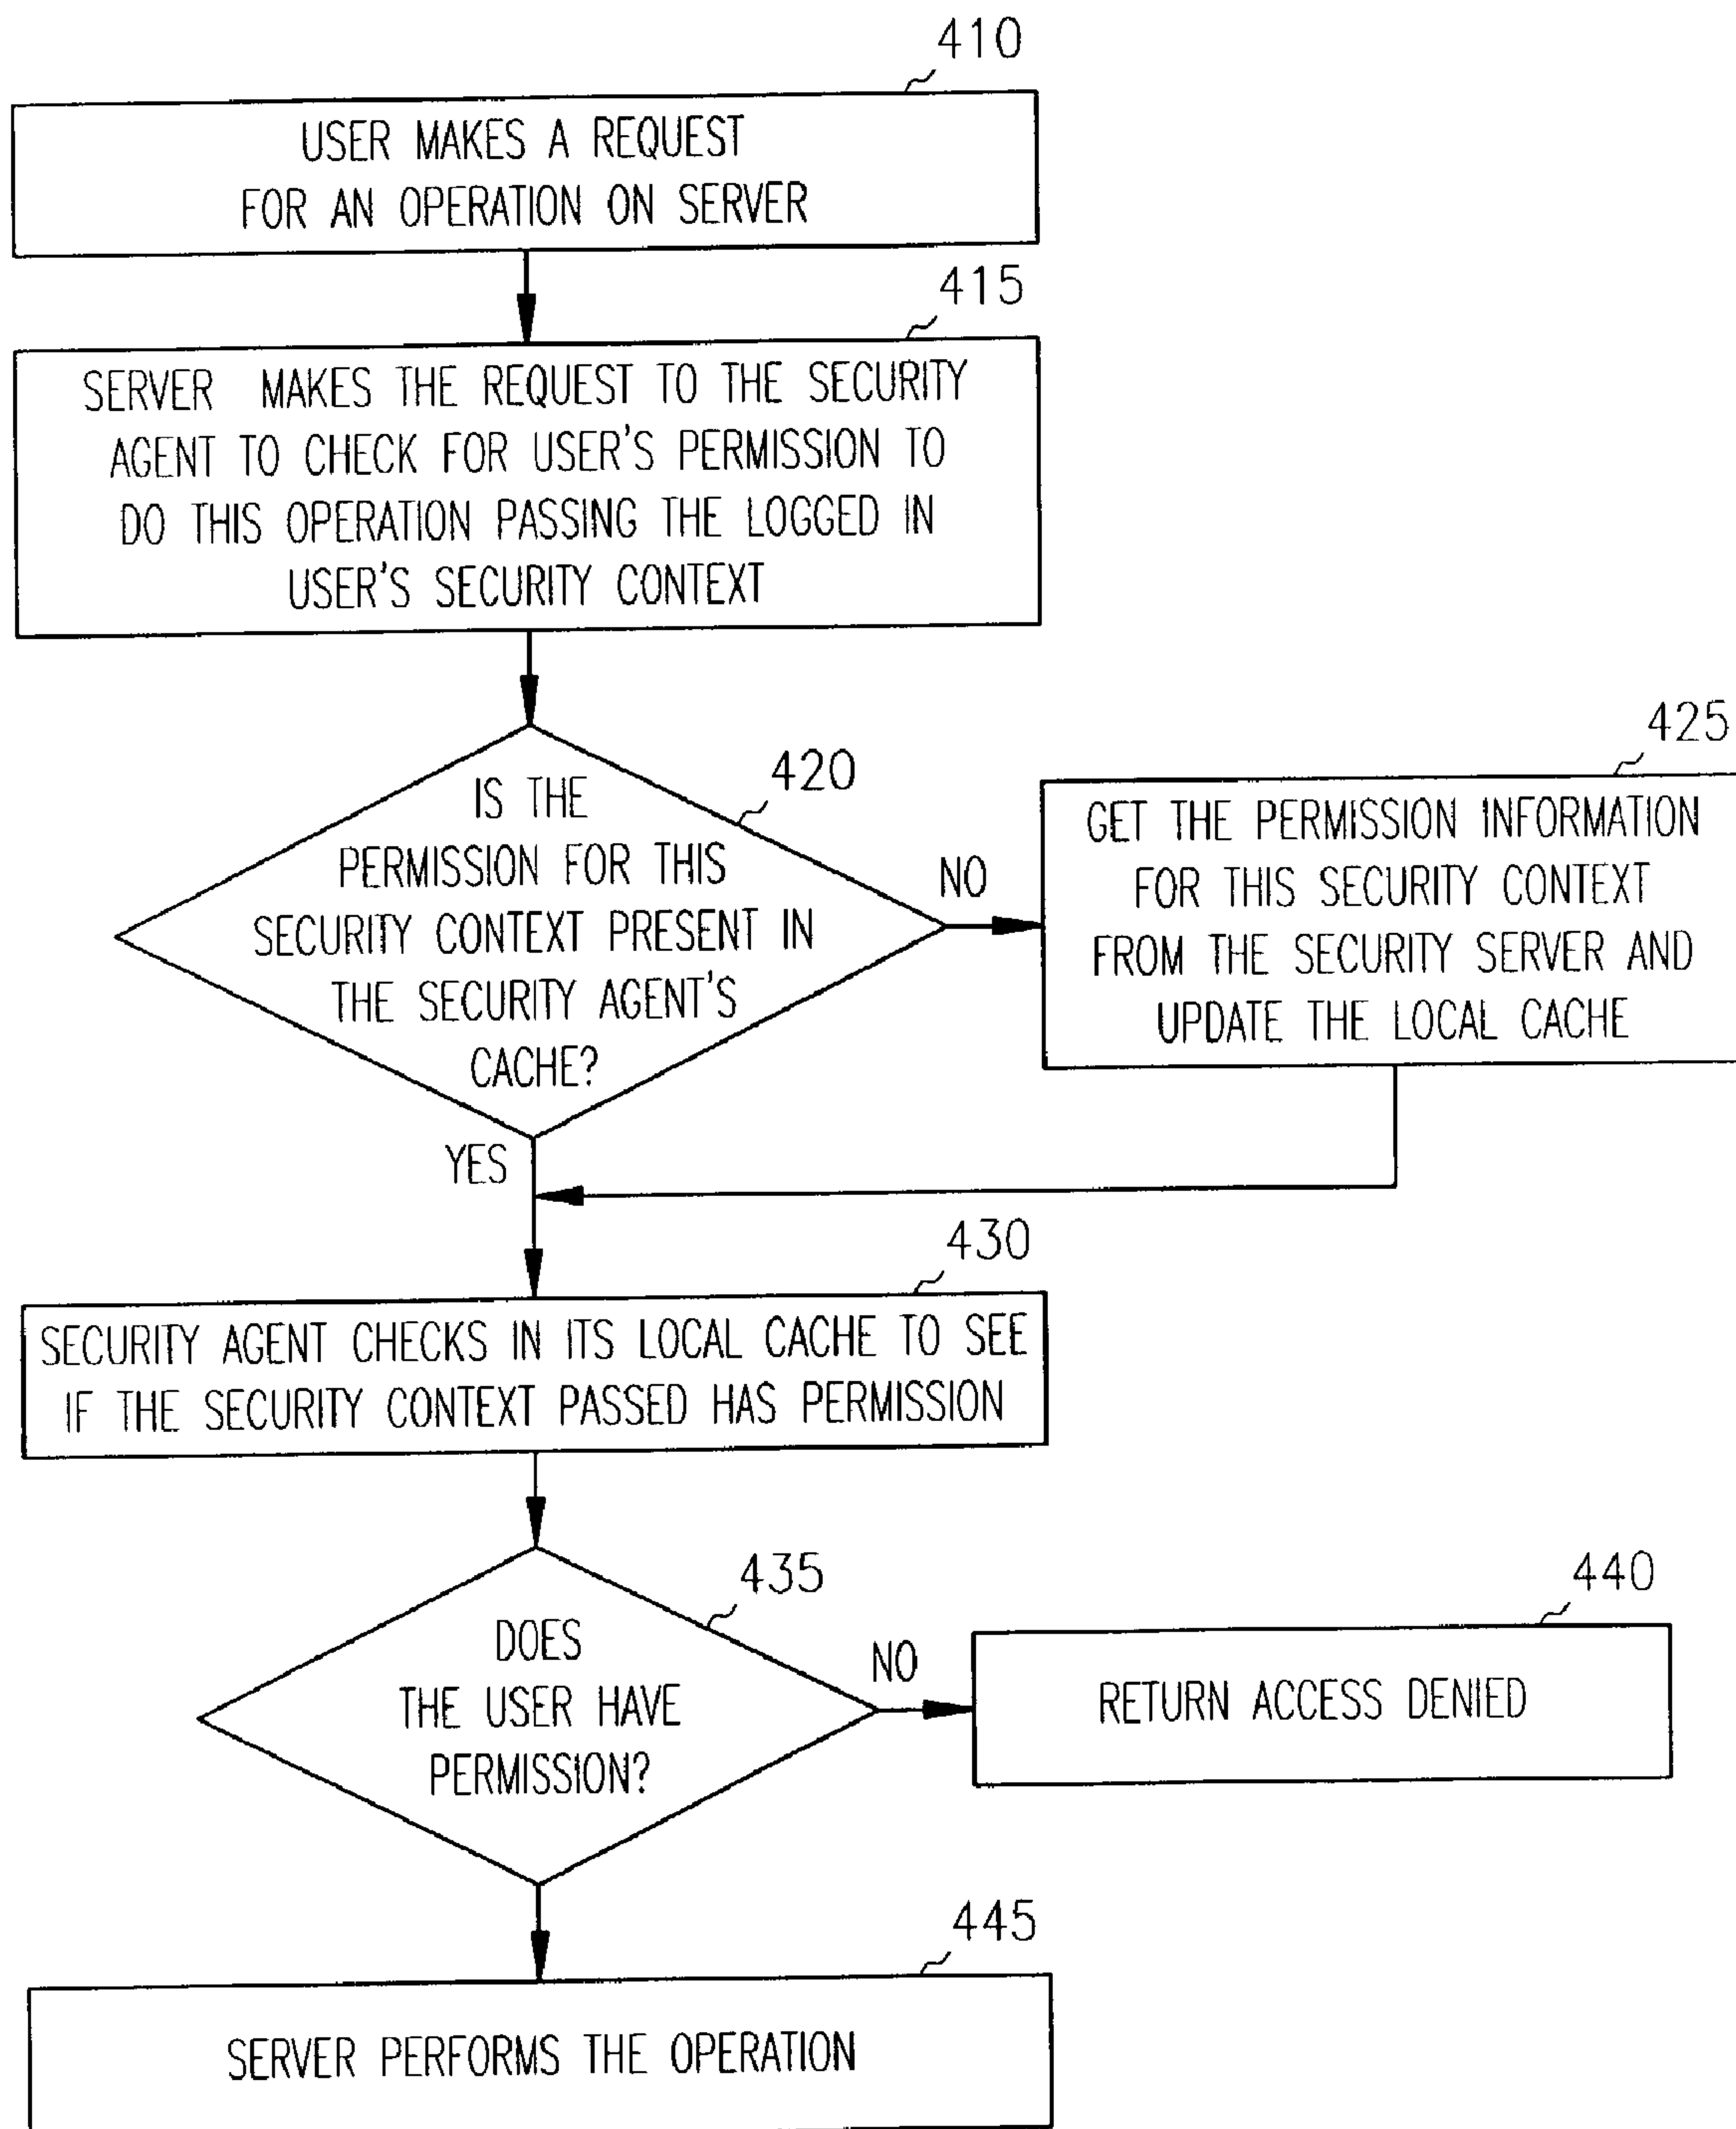 410
USER MAKES A REQUEST
FOR AN OPERATION ON SERVER
415
SERVER MAKES THE REQUEST TO THE SECURITY
AGENT TO CHECK FOR USER'S PERMISSION TO
DO THIS OPERATION PASSING THE LOGGED IN
USER'S SECURITY CONTEXT
420
IS THE
PERMISSION FOR THIS
SECURITY CONTEXT PRESENT IN
THE SECURITY AGENT'S
CACHE?
NO
425
GET THE PERMISSION INFORMATION
FOR THIS SECURITY CONTEXT
FROM THE SECURITY SERVER AND
UPDATE THE LOCAL CACHE
YES
430
SECURITY AGENT CHECKS IN ITS LOCAL CACHE TO SEE
IF THE SECURITY CONTEXT PASSED HAS PERMISSION
435
DOES
THE USER HAVE
PERMISSION?
NO
440
RETURN ACCESS DENIED
445
SERVER PERFORMS THE OPERATION